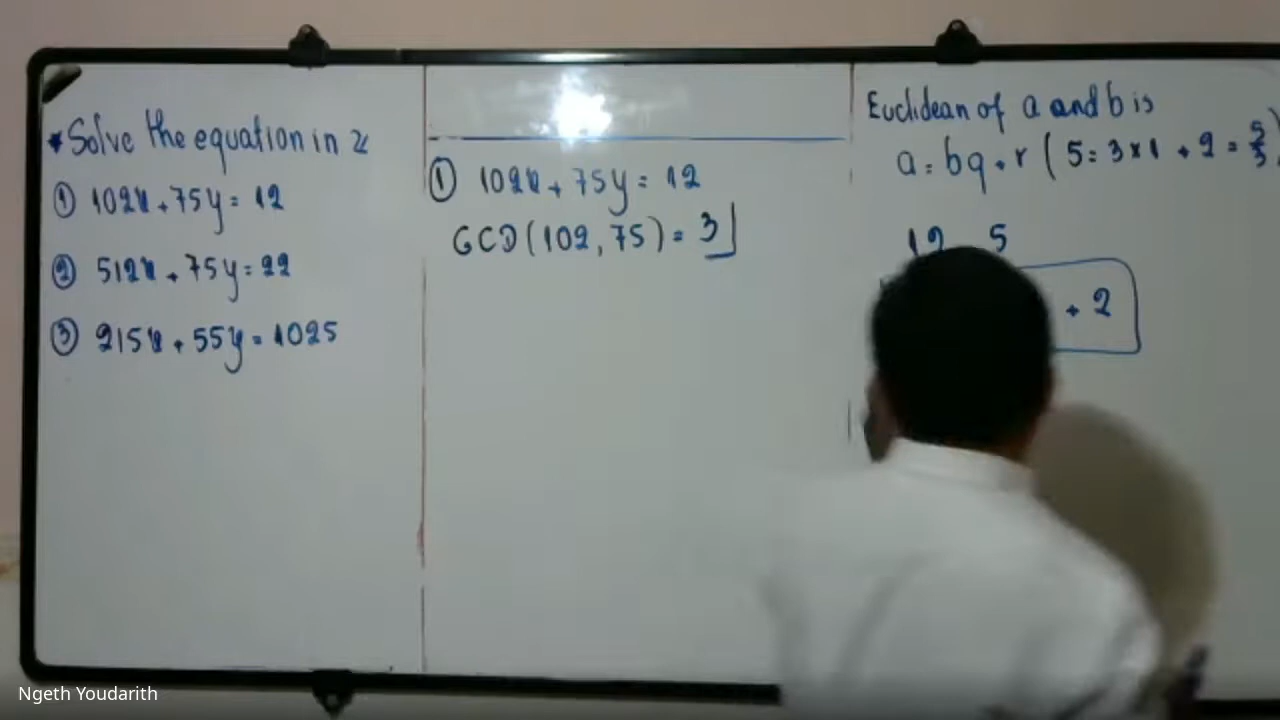 * Solve the equation in ℤ
① 102x + 75y = 12
② 512x + 75y = 22
③ 215x + 55y = 1025
① 102x + 75y = 12
GCD(102, 75) = 3
Euclidean of a and b is
a = bq + r ( 5 = 3x1 + 2 = 5/3
12 5
+ 2
Ngeth Youdarith